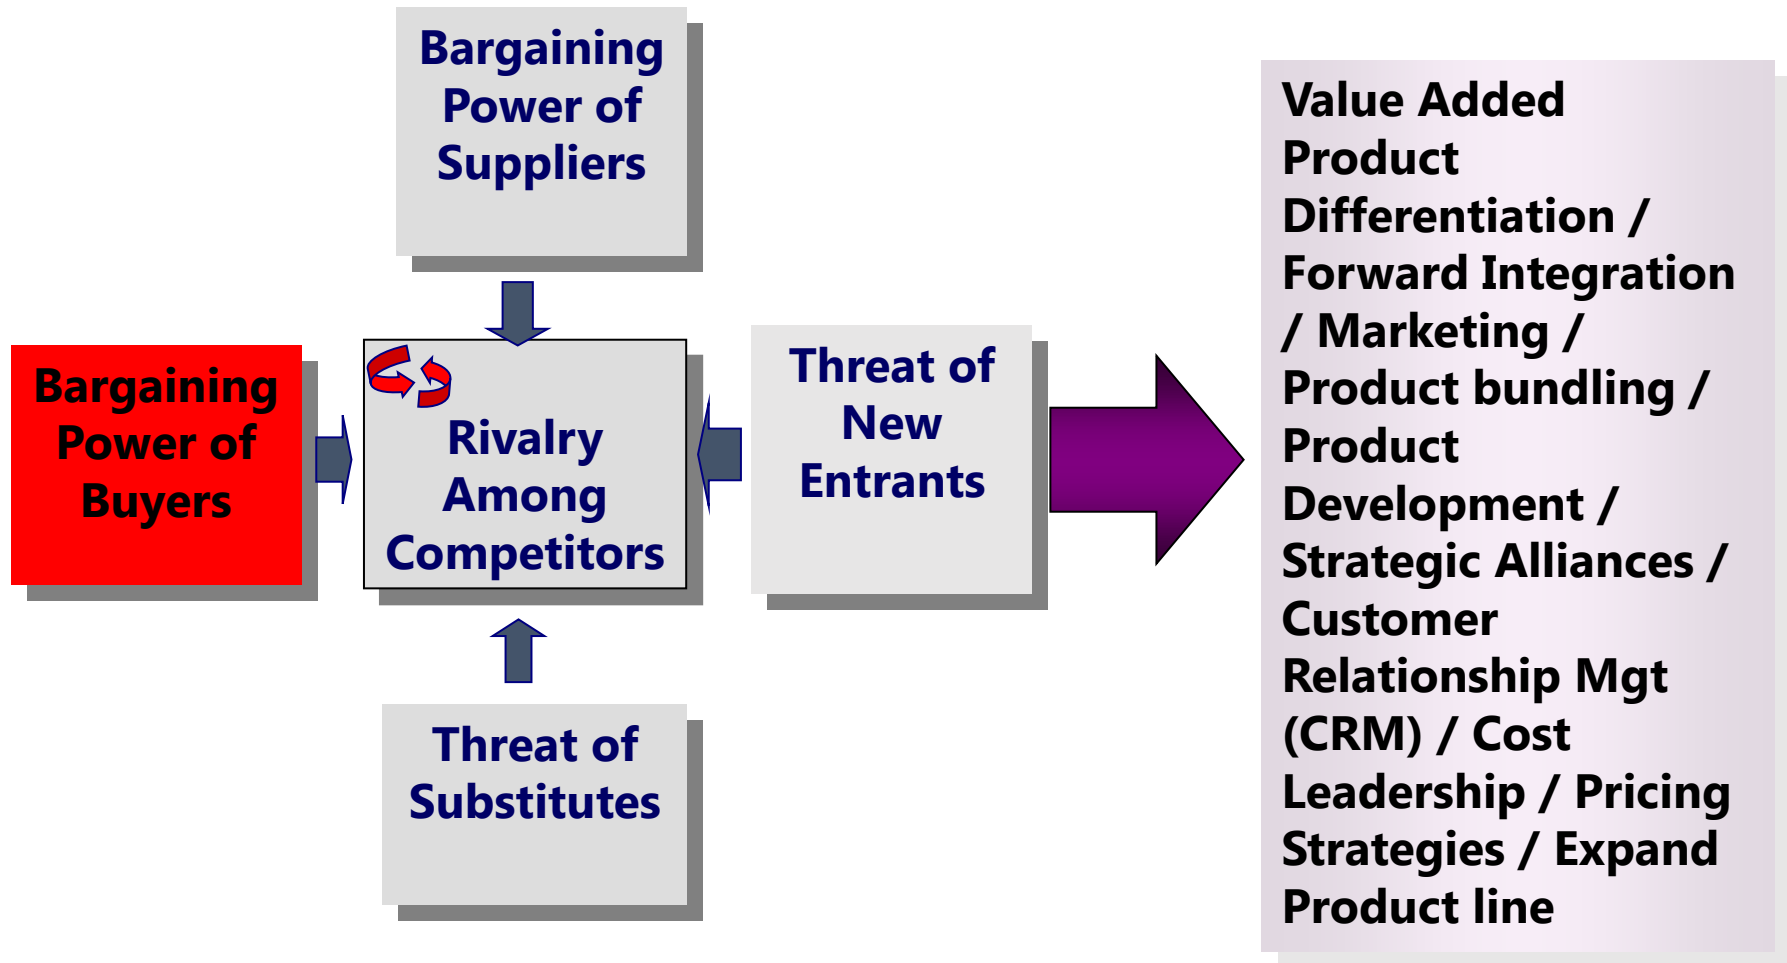 Bargaining
Power of
Suppliers
Bargaining
Power of
Buyers
Rivalry
Among
Competitors
Threat of
New
Entrants
Threat of
Substitutes
Value Added
Product
Differentiation /
Forward Integration
/ Marketing /
Product bundling /
Product
Development /
Strategic Alliances /
Customer
Relationship Mgt
(CRM) / Cost
Leadership / Pricing
Strategies / Expand
Product line